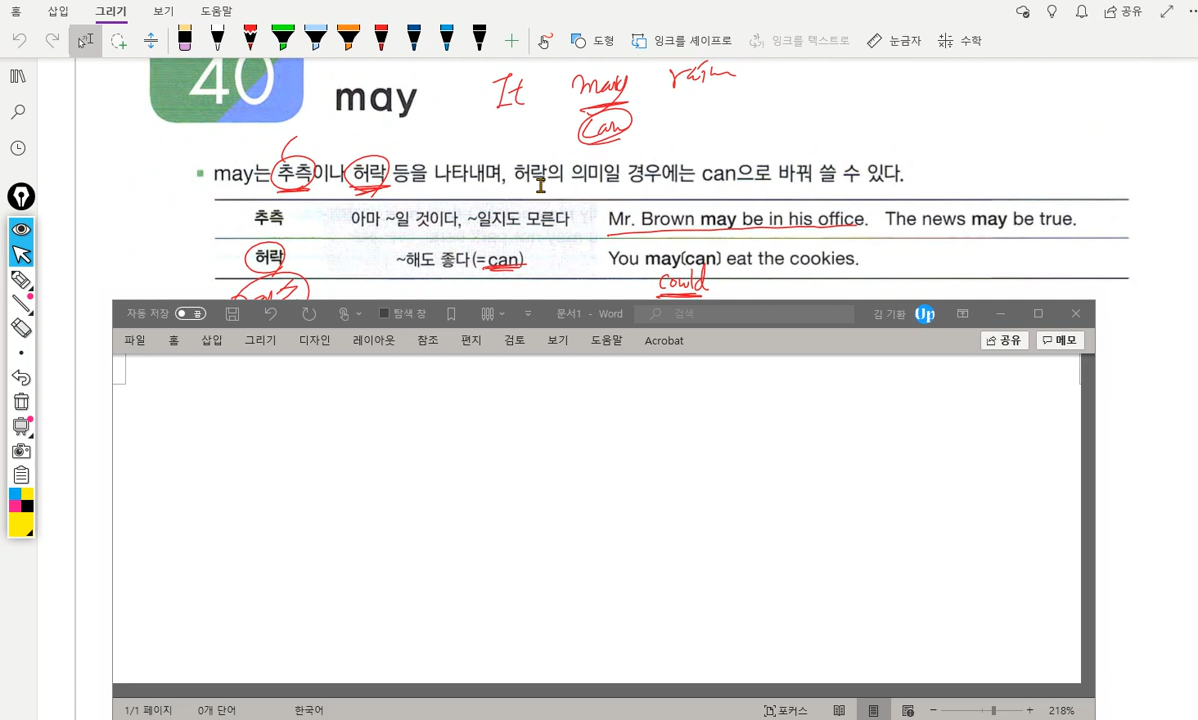 홈 삽입 그리기 보기 도움말 공유
도형 잉크를 셰이프로 잉크를 텍스트로 눈금자 수학
40 may It may rain
can
may는 추측이나 허락 등을 나타내며, 허락의 의미일 경우에는 can으로 바꿔 쓸 수 있다.
추측 아마 ~일 것이다, ~일지도 모른다 Mr. Brown may be in his office. The news may be true.
허락 ~해도 좋다(= can) You may(can) eat the cookies.
could
자동 저장 끔 탐색 창 문서1 - Word 검색 김 기환 Up
파일 홈 삽입 그리기 디자인 레이아웃 참조 편지 검토 보기 도움말 Acrobat 공유 메모
1/1 페이지 0개 단어 한국어 포커스 218%